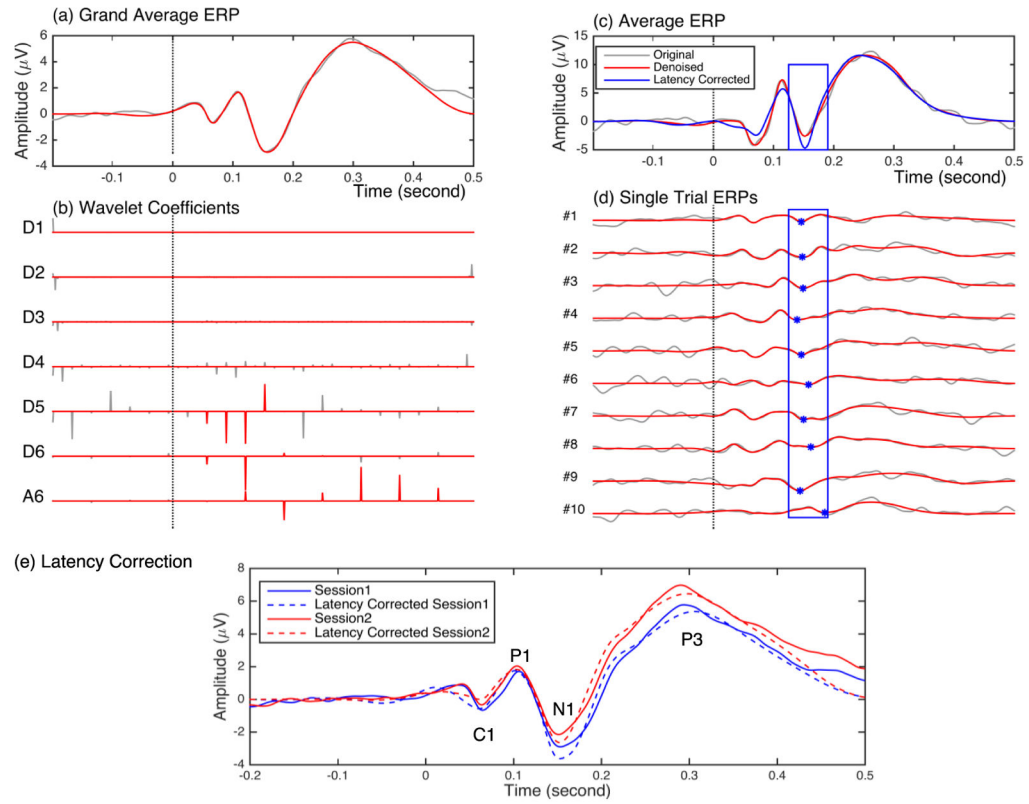 (a) Grand Average ERP
6
4
2
0
-2
-4
Amplitude (μV)
-0.1 0 0.1 0.2 0.3 0.4 0.5
Time (second)
(b) Wavelet Coefficients
D1
D2
D3
D4
D5
D6
A6
(c) Average ERP
15
10
5
0
-5
Amplitude (μV)
Original
Denoised
Latency Corrected
-0.1 0 0.1 0.2 0.3 0.4 0.5
Time (second)
(d) Single Trial ERPs
#1
#2
#3
#4
#5
#6
#7
#8
#9
#10
(e) Latency Correction
8
6
4
2
0
-2
-4
Amplitude (μV)
Session1
Latency Corrected Session1
Session2
Latency Corrected Session2
C1
P1
N1
P3
-0.2 -0.1 0 0.1 0.2 0.3 0.4 0.5
Time (second)